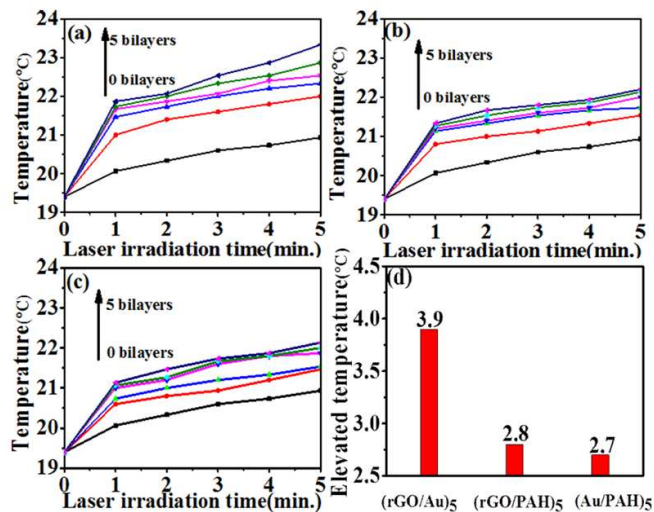 (a)
5 bilayers
0 bilayers
24
23
22
21
20
19
Temperature(°C)
0 1 2 3 4 5
Laser irradiation time(min.)
(b)
5 bilayers
0 bilayers
24
23
22
21
20
19
Temperature(°C)
0 1 2 3 4 5
Laser irradiation time(min.)
(c)
5 bilayers
0 bilayers
24
23
22
21
20
19
Temperature(°C)
0 1 2 3 4 5
Laser irradiation time(min.)
(d)
4.5
4.0
3.5
3.0
2.5
Elevated temperature(°C)
3.9
2.8
2.7
(rGO/Au)5 (rGO/PAH)5 (Au/PAH)5